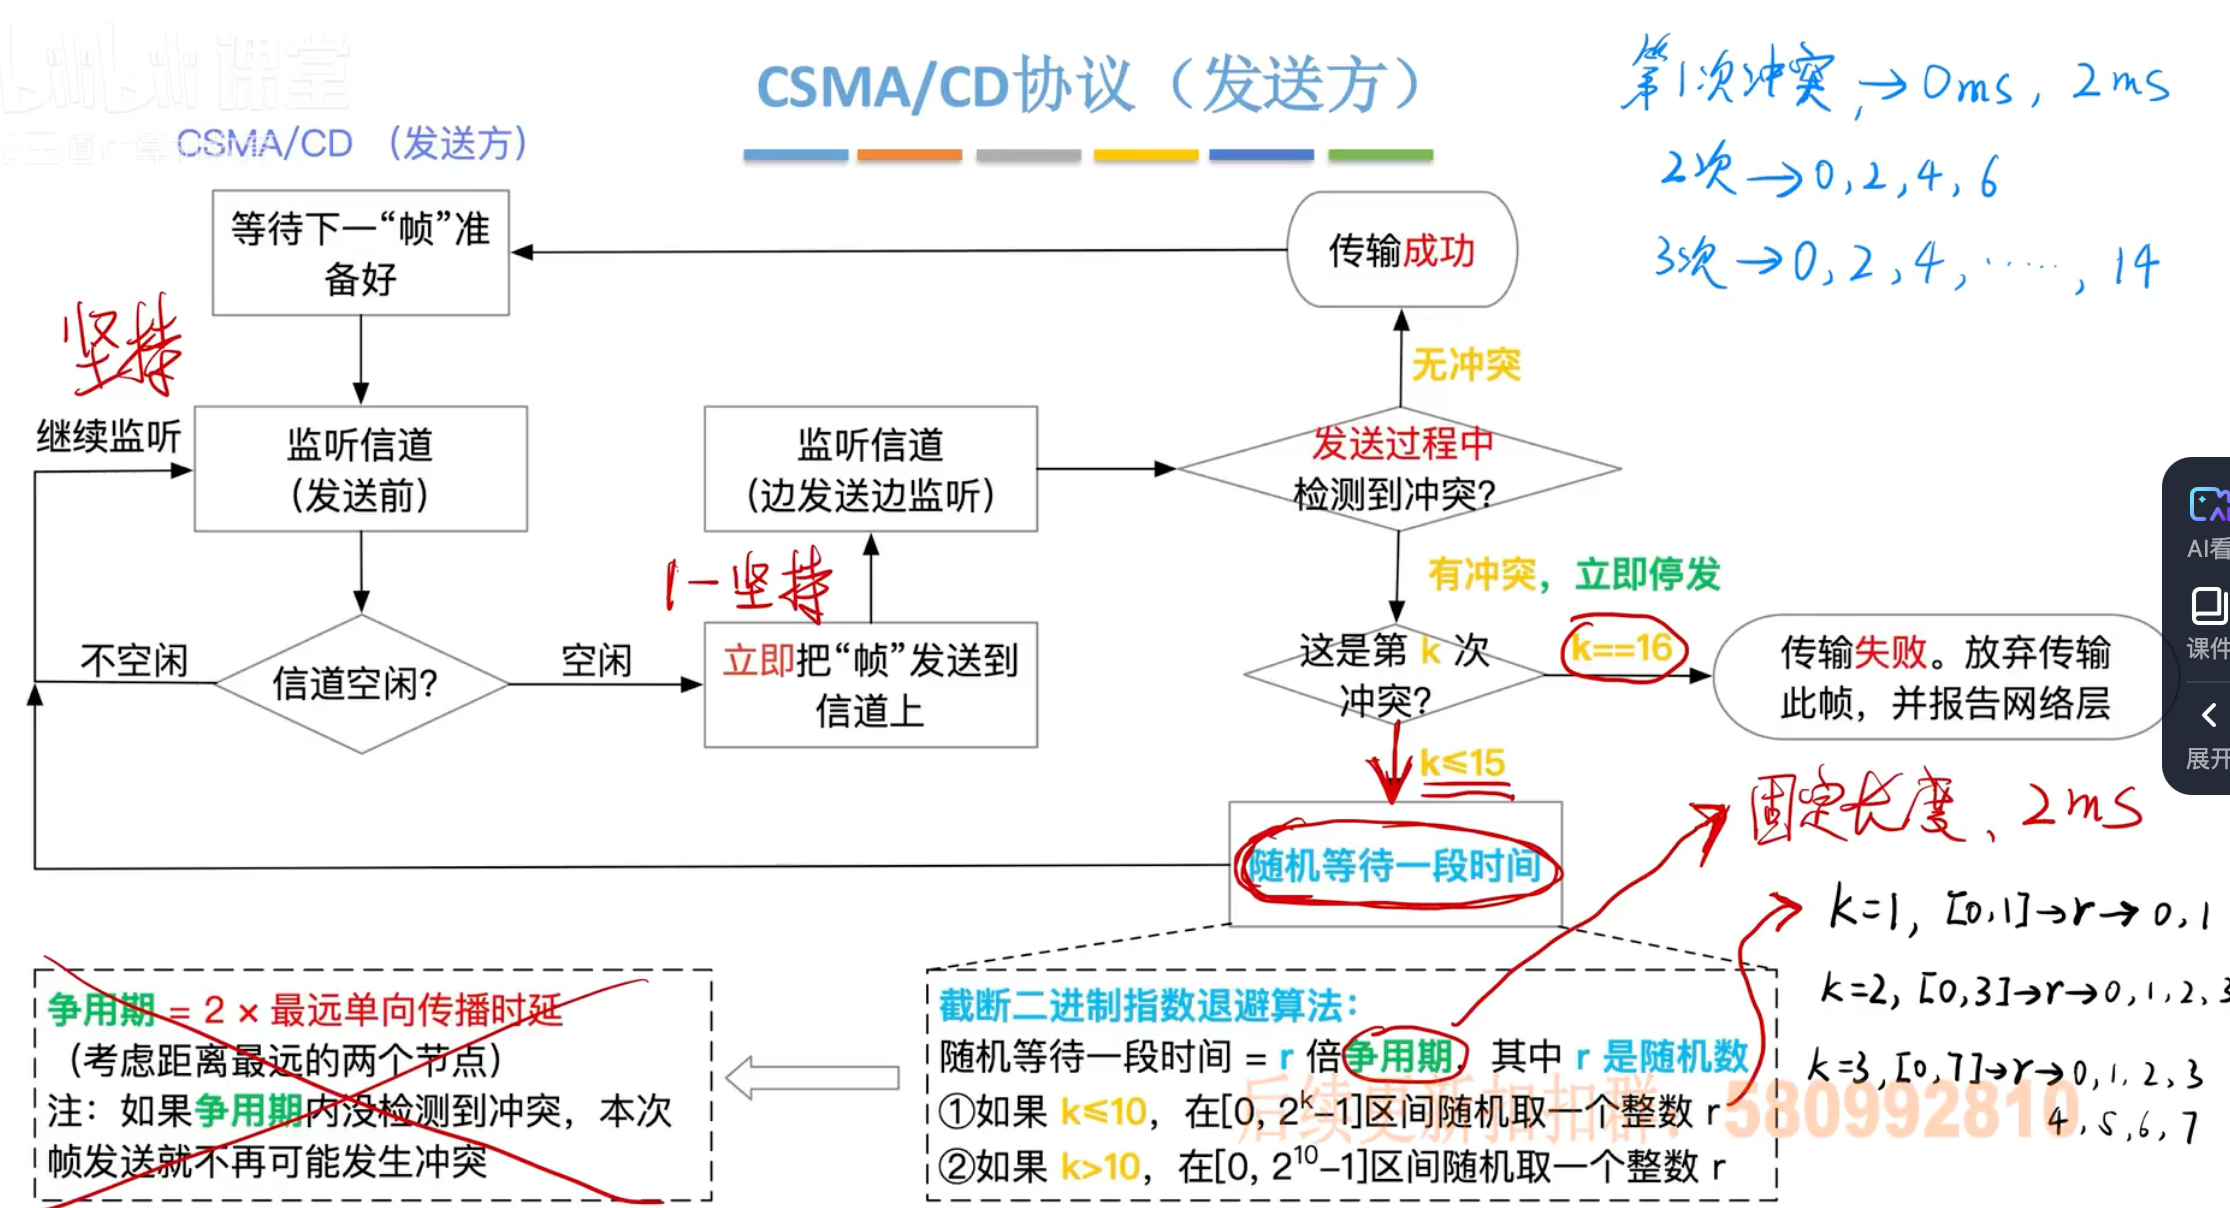 bilibili 课堂
CSMA/CD协议（发送方）
CSMA/CD （发送方）
第1次冲突，→0ms, 2ms
2次→0, 2, 4, 6
3次→0, 2, 4, ……, 14
等待下一“帧”准
备好
传输成功
坚持
无冲突
继续监听
监听信道
（发送前）
监听信道
（边发送边监听）
发送过程中
检测到冲突？
1-坚持
有冲突，立即停发
不空闲
信道空闲？
空闲
立即把“帧”发送到
信道上
这是第 k 次
冲突？
k==16
传输失败。放弃传输
此帧，并报告网络层
k≤15
随机等待一段时间
固定长度、2ms
k=1, [0,1]→r→0,1
k=2, [0,3]→r→0,1,2,3
k=3, [0,7]→r→0,1,2,3
4,5,6,7
争用期 = 2 × 最远单向传播时延
（考虑距离最远的两个节点）
注：如果争用期内没检测到冲突，本次
帧发送就不再可能发生冲突
截断二进制指数退避算法：
随机等待一段时间 = r 倍争用期，其中 r 是随机数
①如果 k≤10，在[0, 2^k–1]区间随机取一个整数 r
②如果 k>10，在[0, 2^10–1]区间随机取一个整数 r
后续更新扣扣群：580992810
AI看
课件
展开